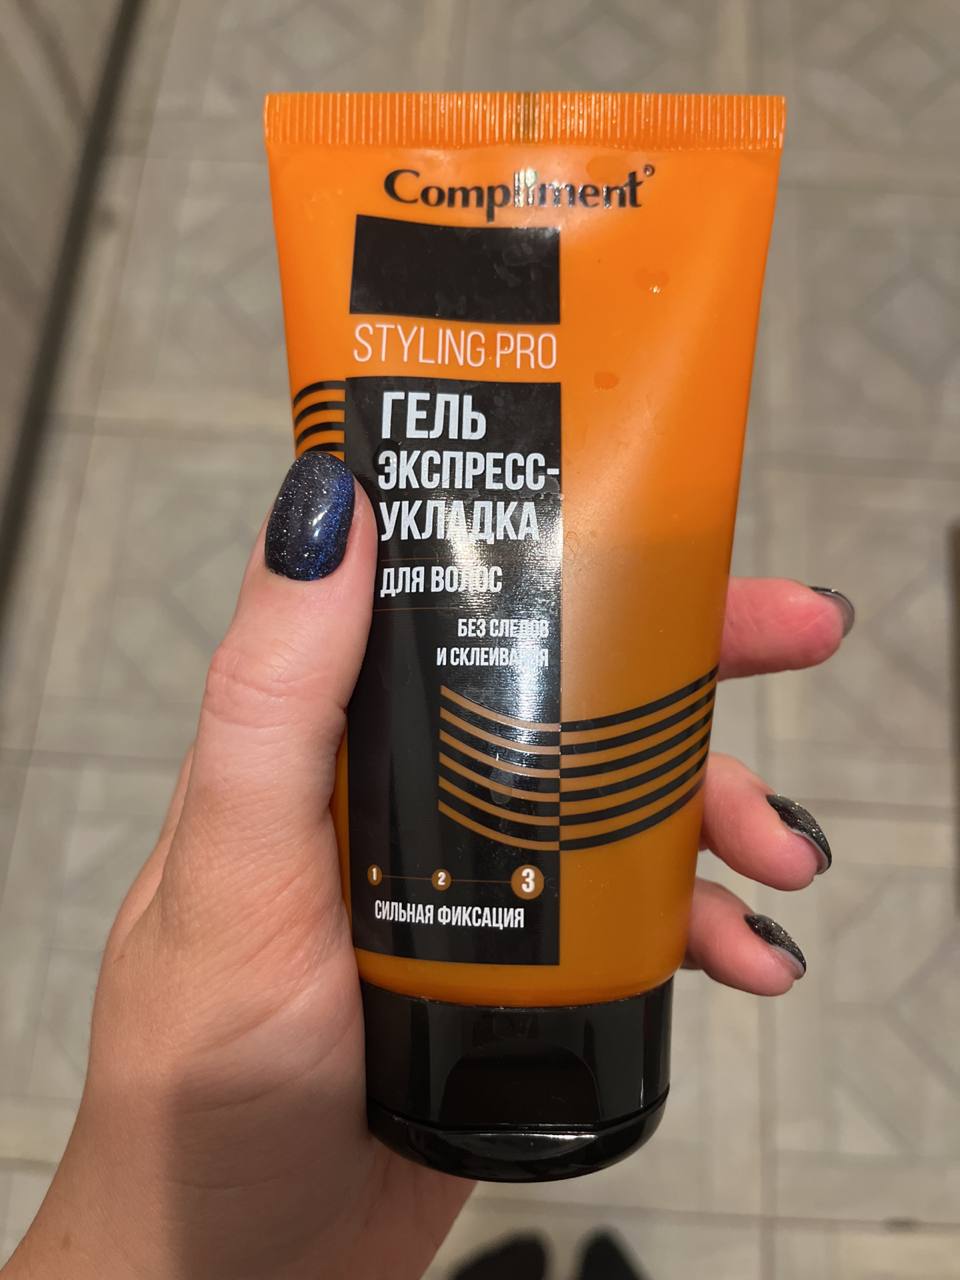 Compliment®
STYLING PRO
ГЕЛЬ
ЭКСПРЕСС-
УКЛАДКА
ДЛЯ ВОЛОС
БЕЗ СЛЕДОВ
И СКЛЕИВАНИЯ
1 2 3
СИЛЬНАЯ ФИКСАЦИЯ